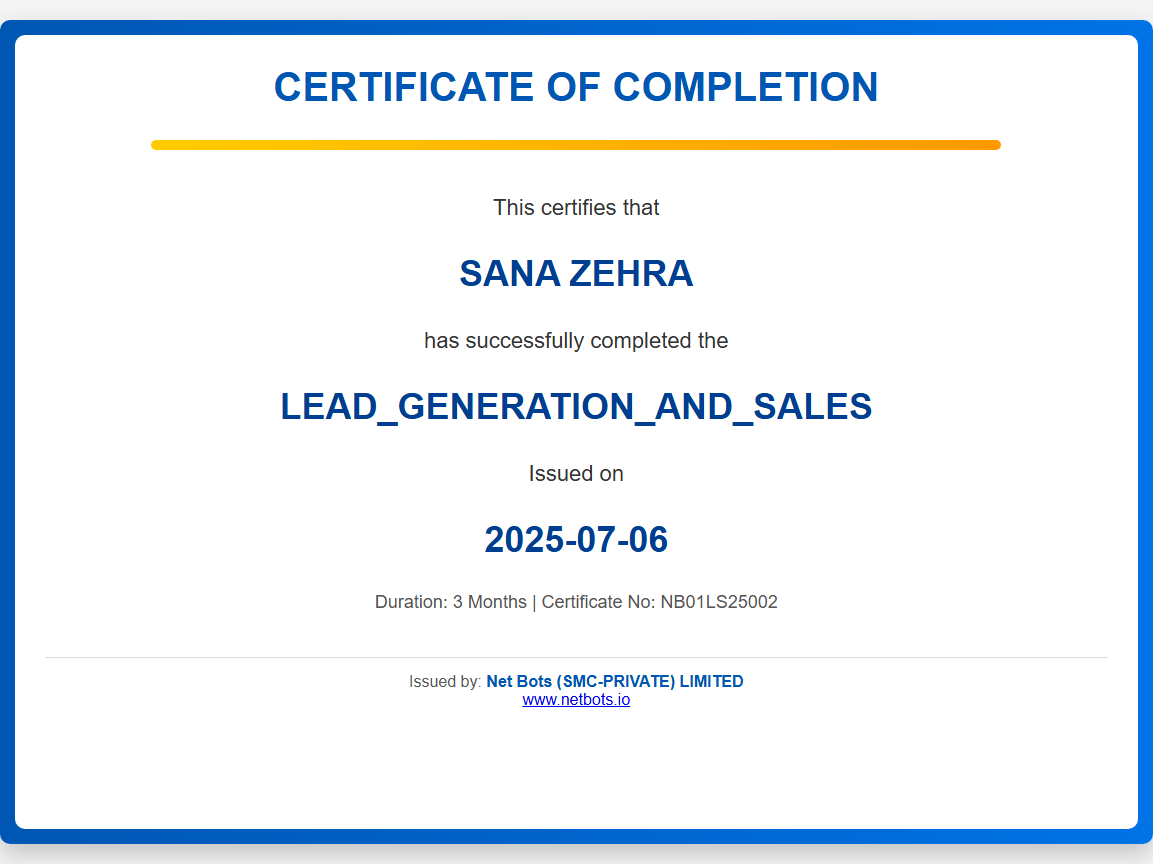 CERTIFICATE OF COMPLETION
This certifies that
SANA ZEHRA
has successfully completed the
LEAD_GENERATION_AND_SALES
Issued on
2025-07-06
Duration: 3 Months | Certificate No: NB01LS25002
Issued by: Net Bots (SMC-PRIVATE) LIMITED
www.netbots.io